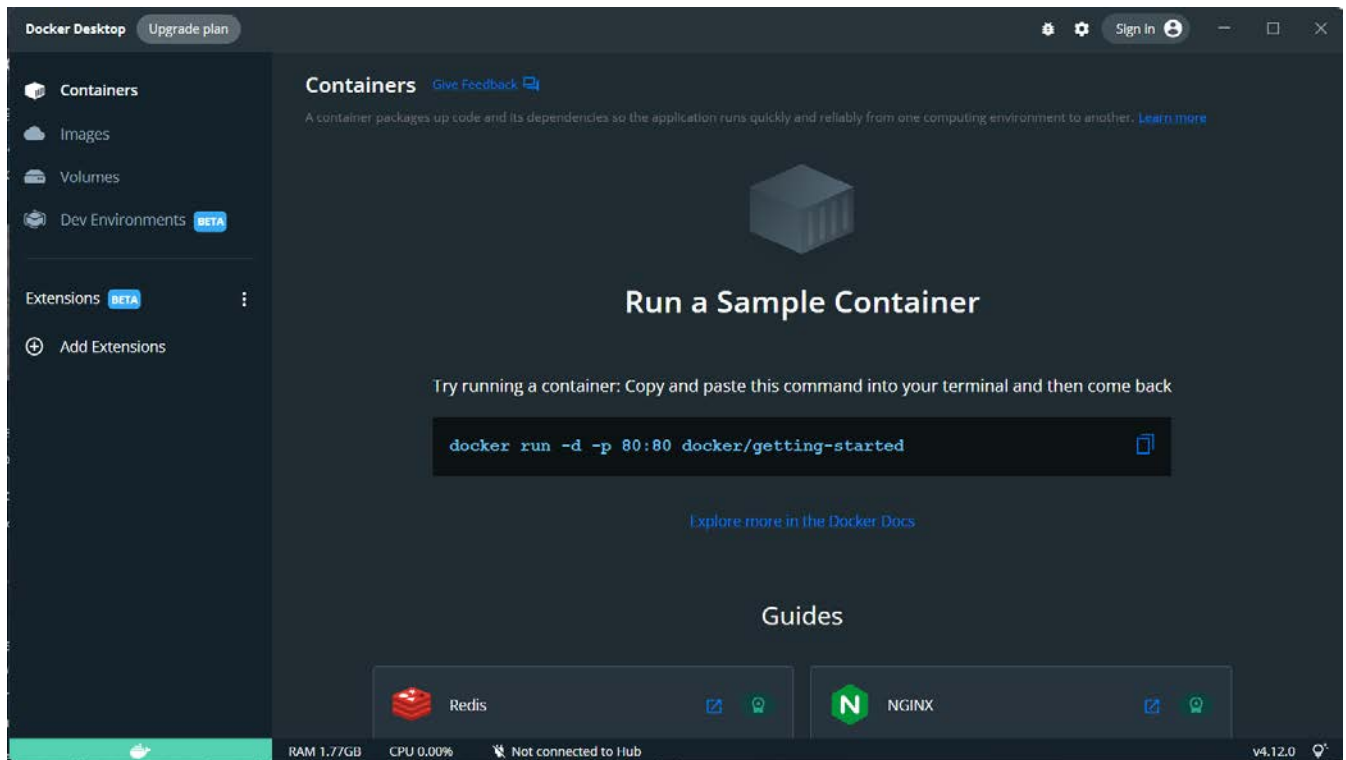 Docker Desktop Upgrade plan Sign in
Containers
Images
Volumes
Dev Environments BETA
Extensions BETA
Add Extensions
Containers Give Feedback
A container packages up code and its dependencies so the application runs quickly and reliably from one computing environment to another. Learn more
Run a Sample Container
Try running a container: Copy and paste this command into your terminal and then come back
docker run -d -p 80:80 docker/getting-started
Explore more in the Docker Docs
Guides
Redis
N NGINX
RAM 1.77GB CPU 0.00% Not connected to Hub v4.12.0